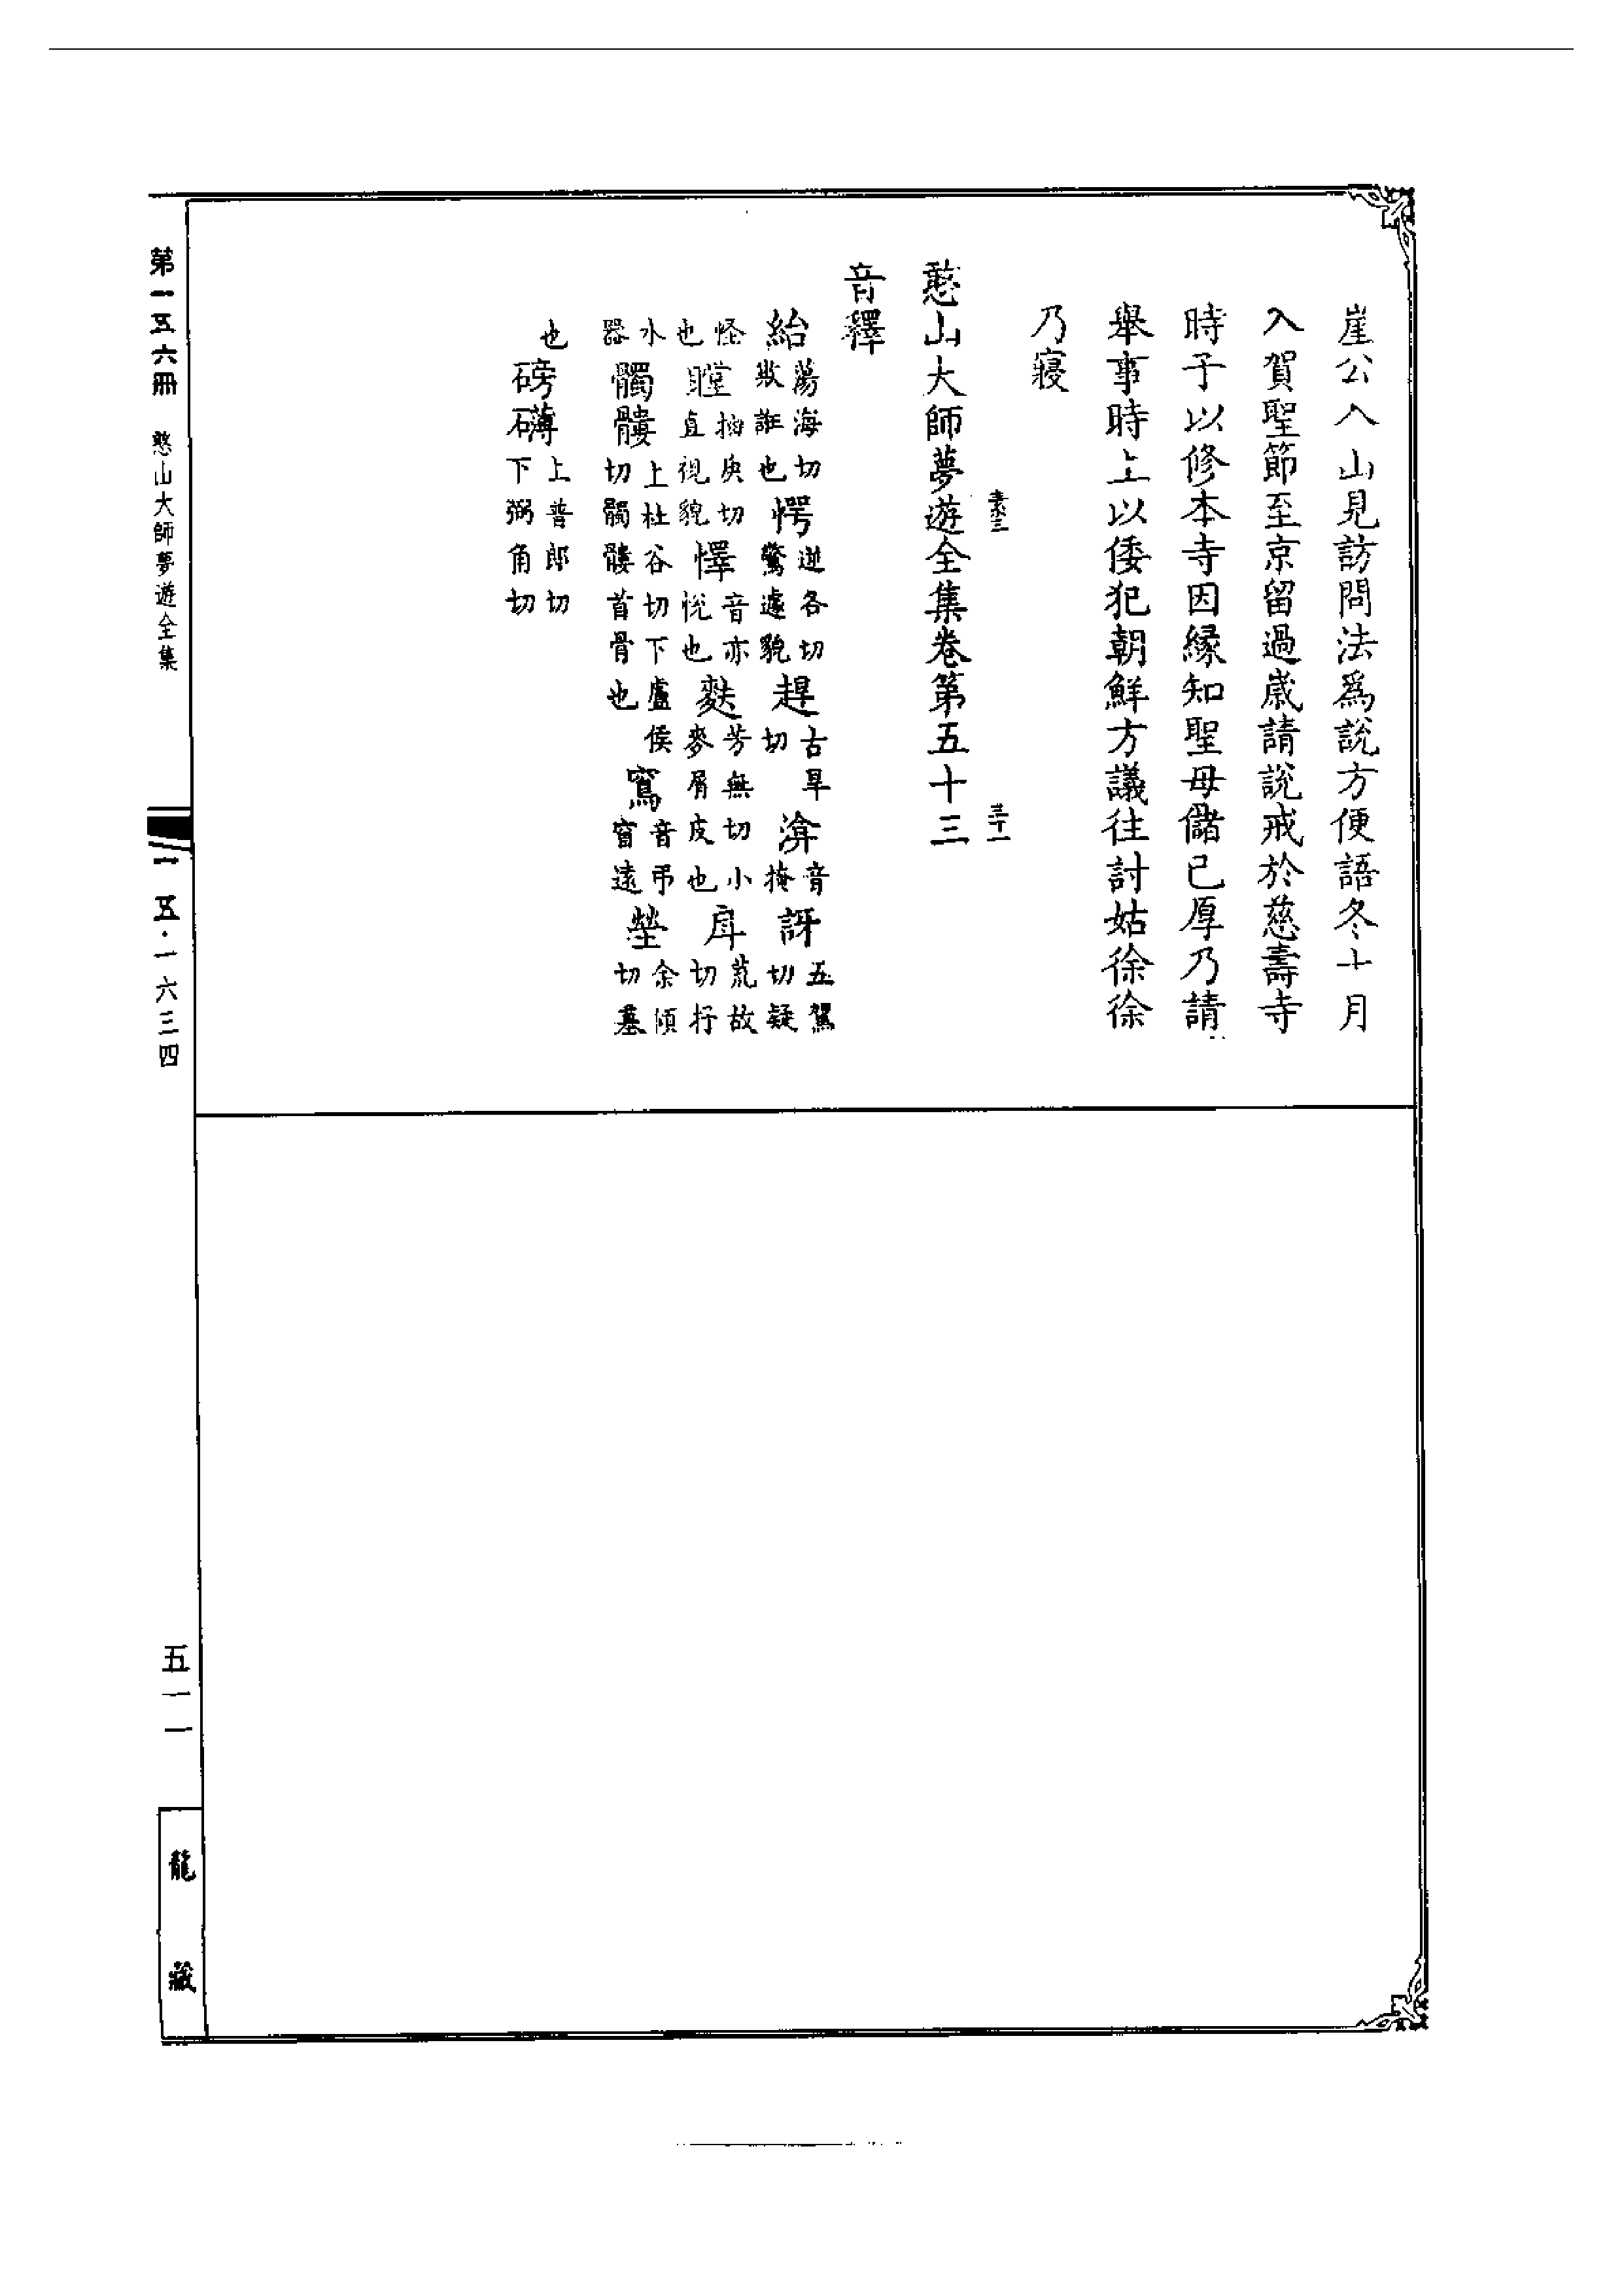 崖公入山見訪問法爲說方便語冬十月
入賀聖節至京留過歲請說戒於慈壽寺
時予以修本寺因緣知聖母儲已厚乃請
舉事時上以倭犯朝鮮方議往討姑徐徐
乃寢
憨山大師夢遊全集卷第五十三
音釋
紿蕩海切欺誑也愕逆各切驚遽貌趕古旱切渰音掩訝五駕切疑
怪也瞠抽庚切直視貌懌音亦悅也麩芳無切小麥屑皮也戽荒故切抒
水器髑髏上杜谷切下盧侯切髑髏首骨也窵音弔窅遠塋余傾切墓
也磅礴上普郎切下弼角切
第一五六冊 憨山大師夢遊全集 一五·一六三四 五一一 龍藏